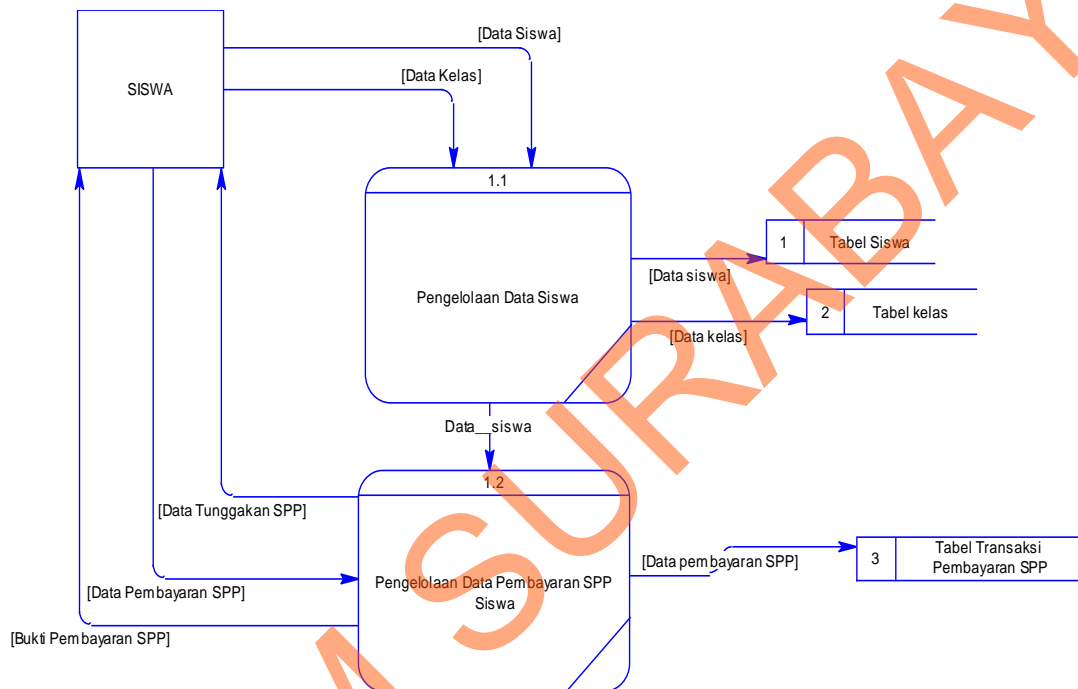 [Data Siswa]
[Data Kelas]
SISWA
1.1
1
Tabel Siswa
[Data siswa]
Pengelolaan Data Siswa
2
Tabel kelas
[Data kelas]
Data__siswa
1.2
[Data Tunggakan SPP]
[Data pembayaran SPP]
3
Tabel Transaksi
Pembayaran SPP
Pengelolaan Data Pembayaran SPP
Siswa
[Data Pembayaran SPP]
[Bukti Pembayaran SPP]
M SURABAY